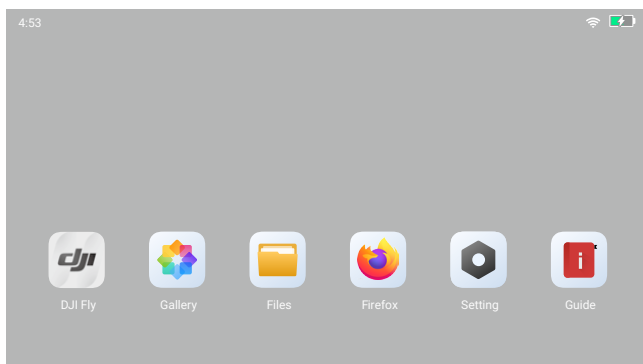 4:53
dji
DJI Fly
Gallery
Files
Firefox
Setting
i
Guide